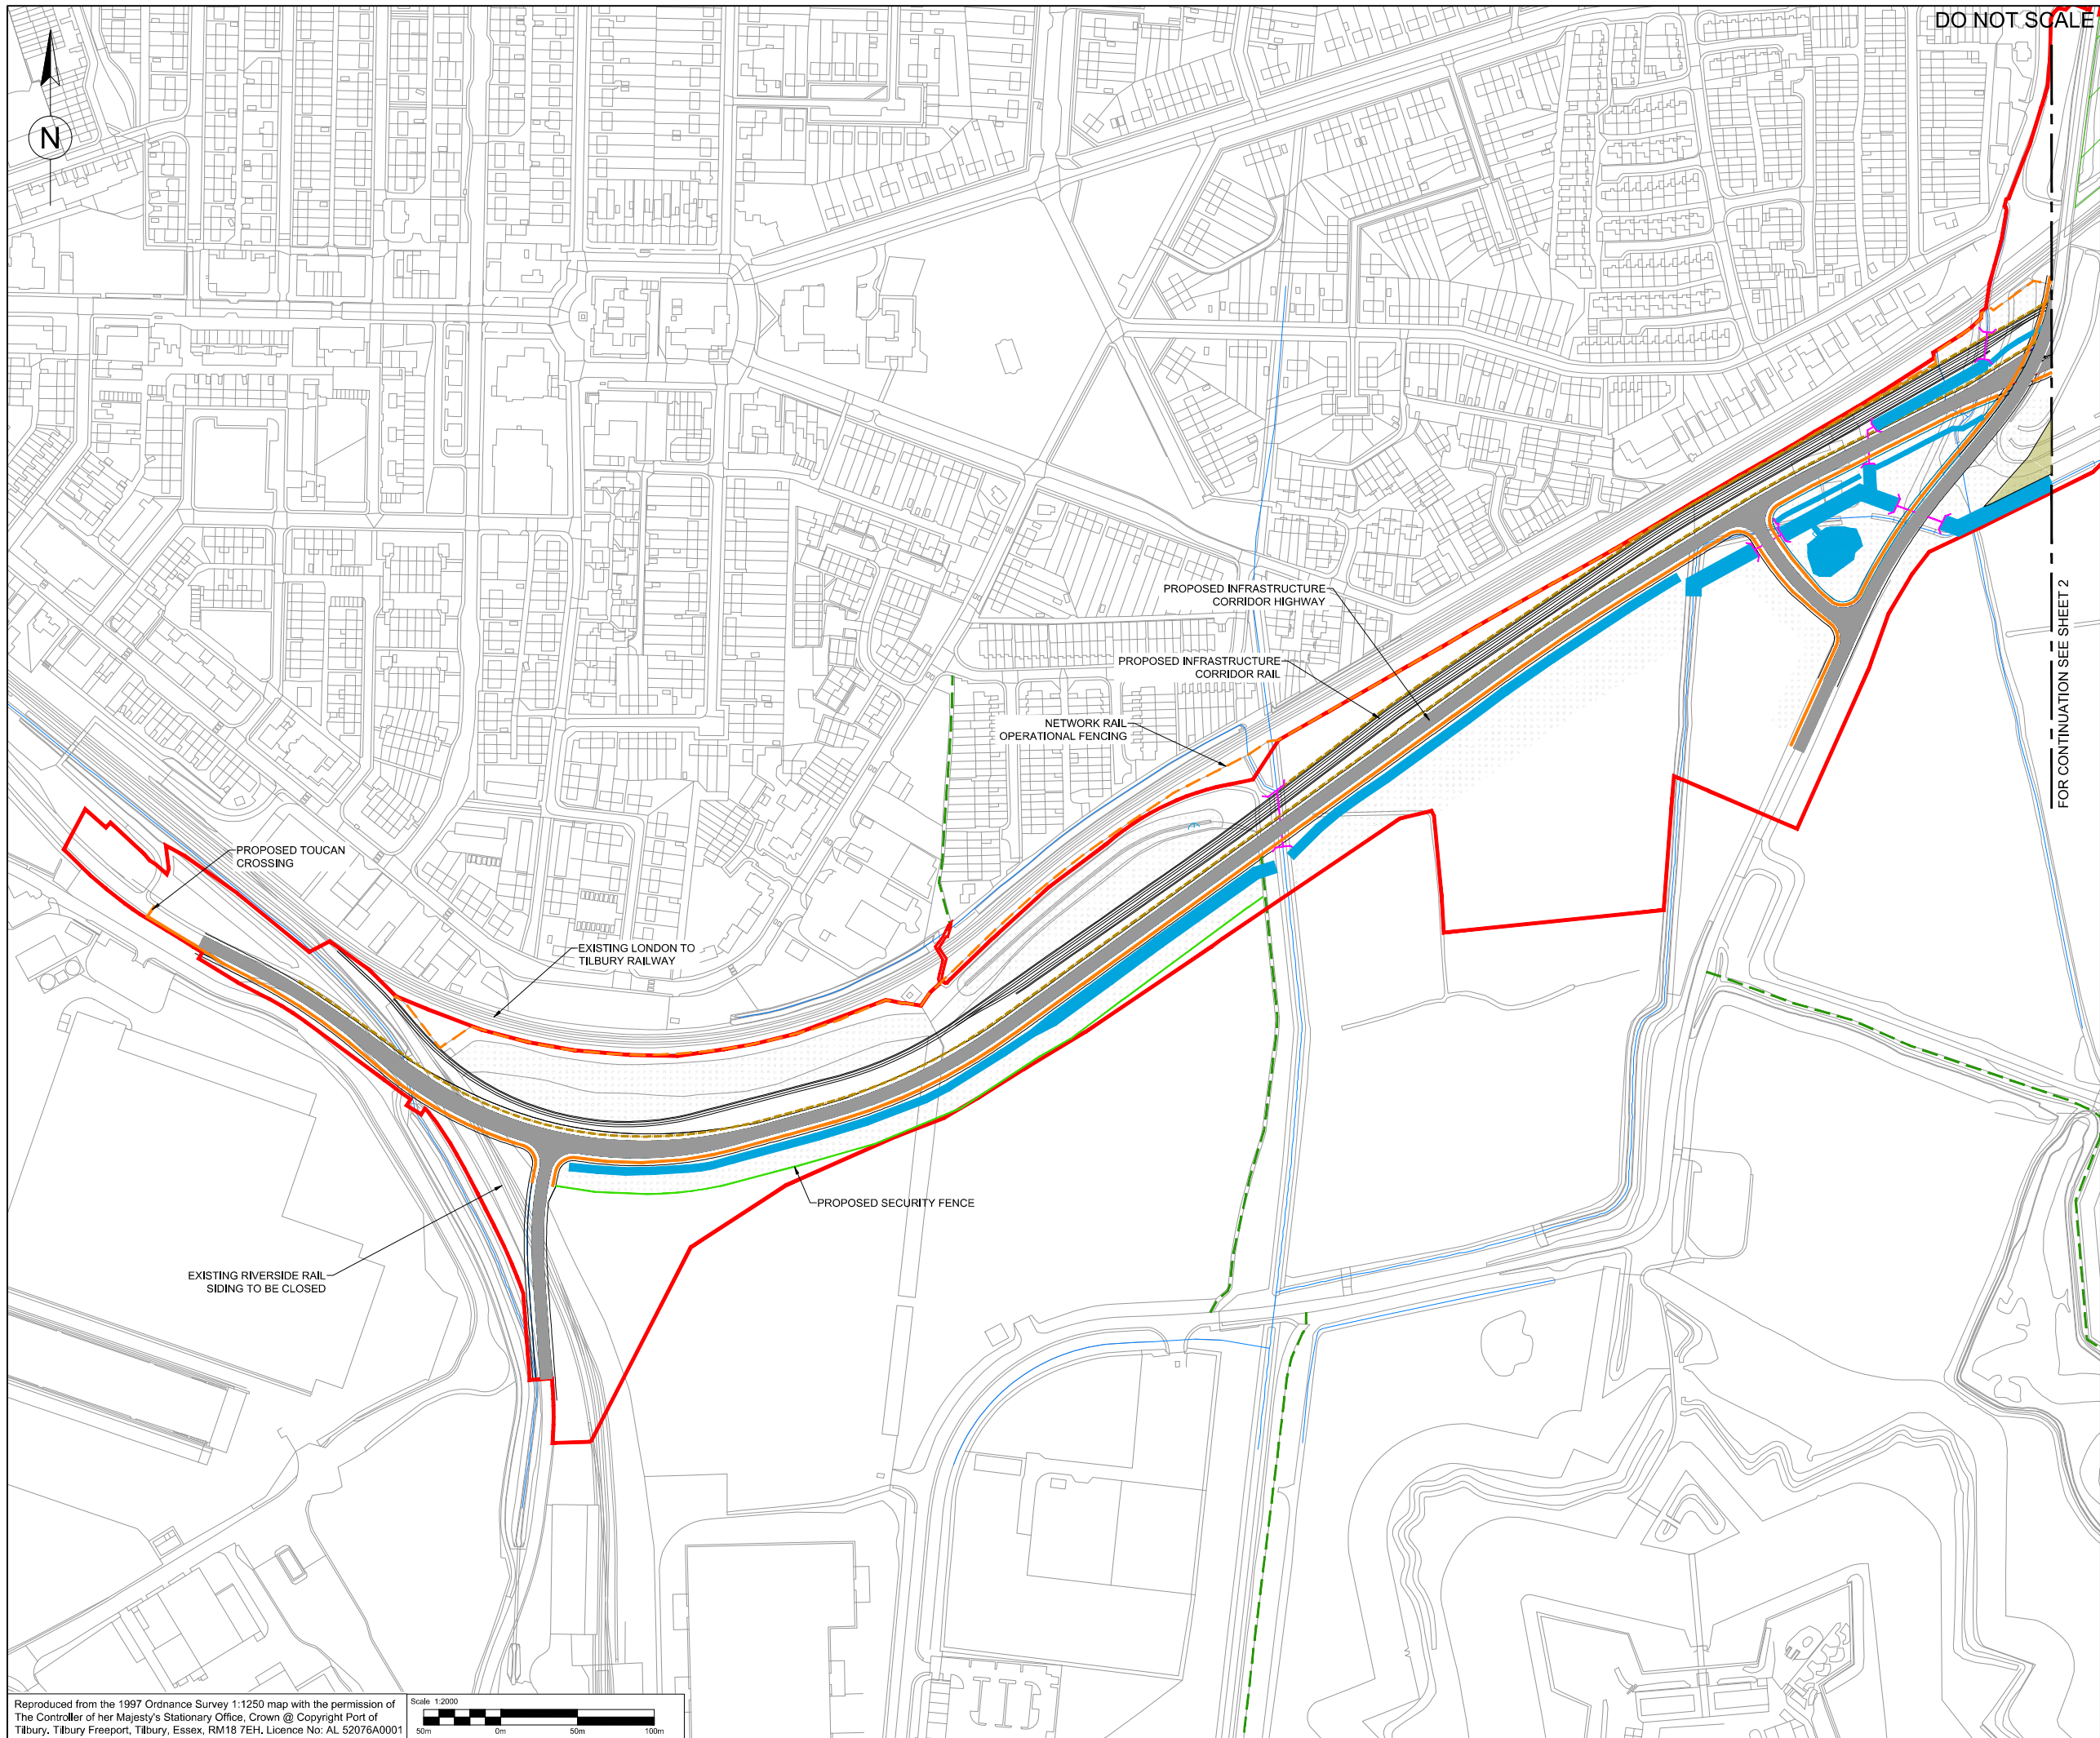 DO NOT SCALE
N
PROPOSED INFRASTRUCTURE
CORRIDOR HIGHWAY
FOR CONTINUATION SEE SHEET 2
PROPOSED INFRASTRUCTURE
CORRIDOR RAIL
NETWORK RAIL
OPERATIONAL FENCING
PROPOSED TOUCAN
CROSSING
EXISTING LONDON TO
TILBURY RAILWAY
PROPOSED SECURITY FENCE
EXISTING RIVERSIDE RAIL
SIDING TO BE CLOSED
Reproduced from the 1997 Ordnance Survey 1:1250 map with the permission of
The Controller of her Majesty's Stationary Office, Crown @ Copyright Port of
Tilbury. Tilbury Freeport, Tilbury, Essex, RM18 7EH. Licence No: AL 52076A0001
Scale 1:2000
50m 0m 50m 100m